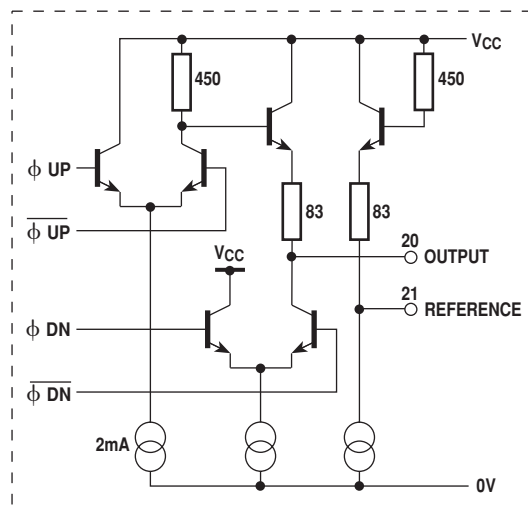 VCC
450
450
ϕ UP
ϕ UP
83
83
20
OUTPUT
VCC
21
REFERENCE
ϕ DN
ϕ DN
2mA
0V